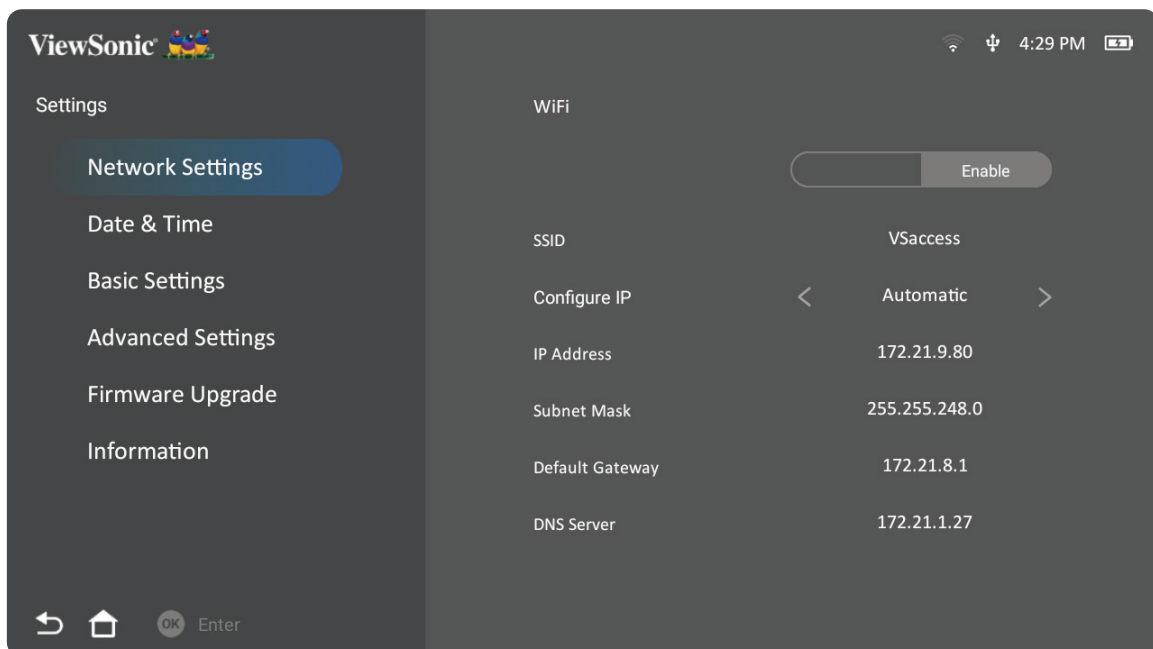 ViewSonic
4:29 PM
Settings
Network Settings
Date & Time
Basic Settings
Advanced Settings
Firmware Upgrade
Information
OK Enter
WiFi
Enable
SSID VSaccess
Configure IP < Automatic >
IP Address 172.21.9.80
Subnet Mask 255.255.248.0
Default Gateway 172.21.8.1
DNS Server 172.21.1.27